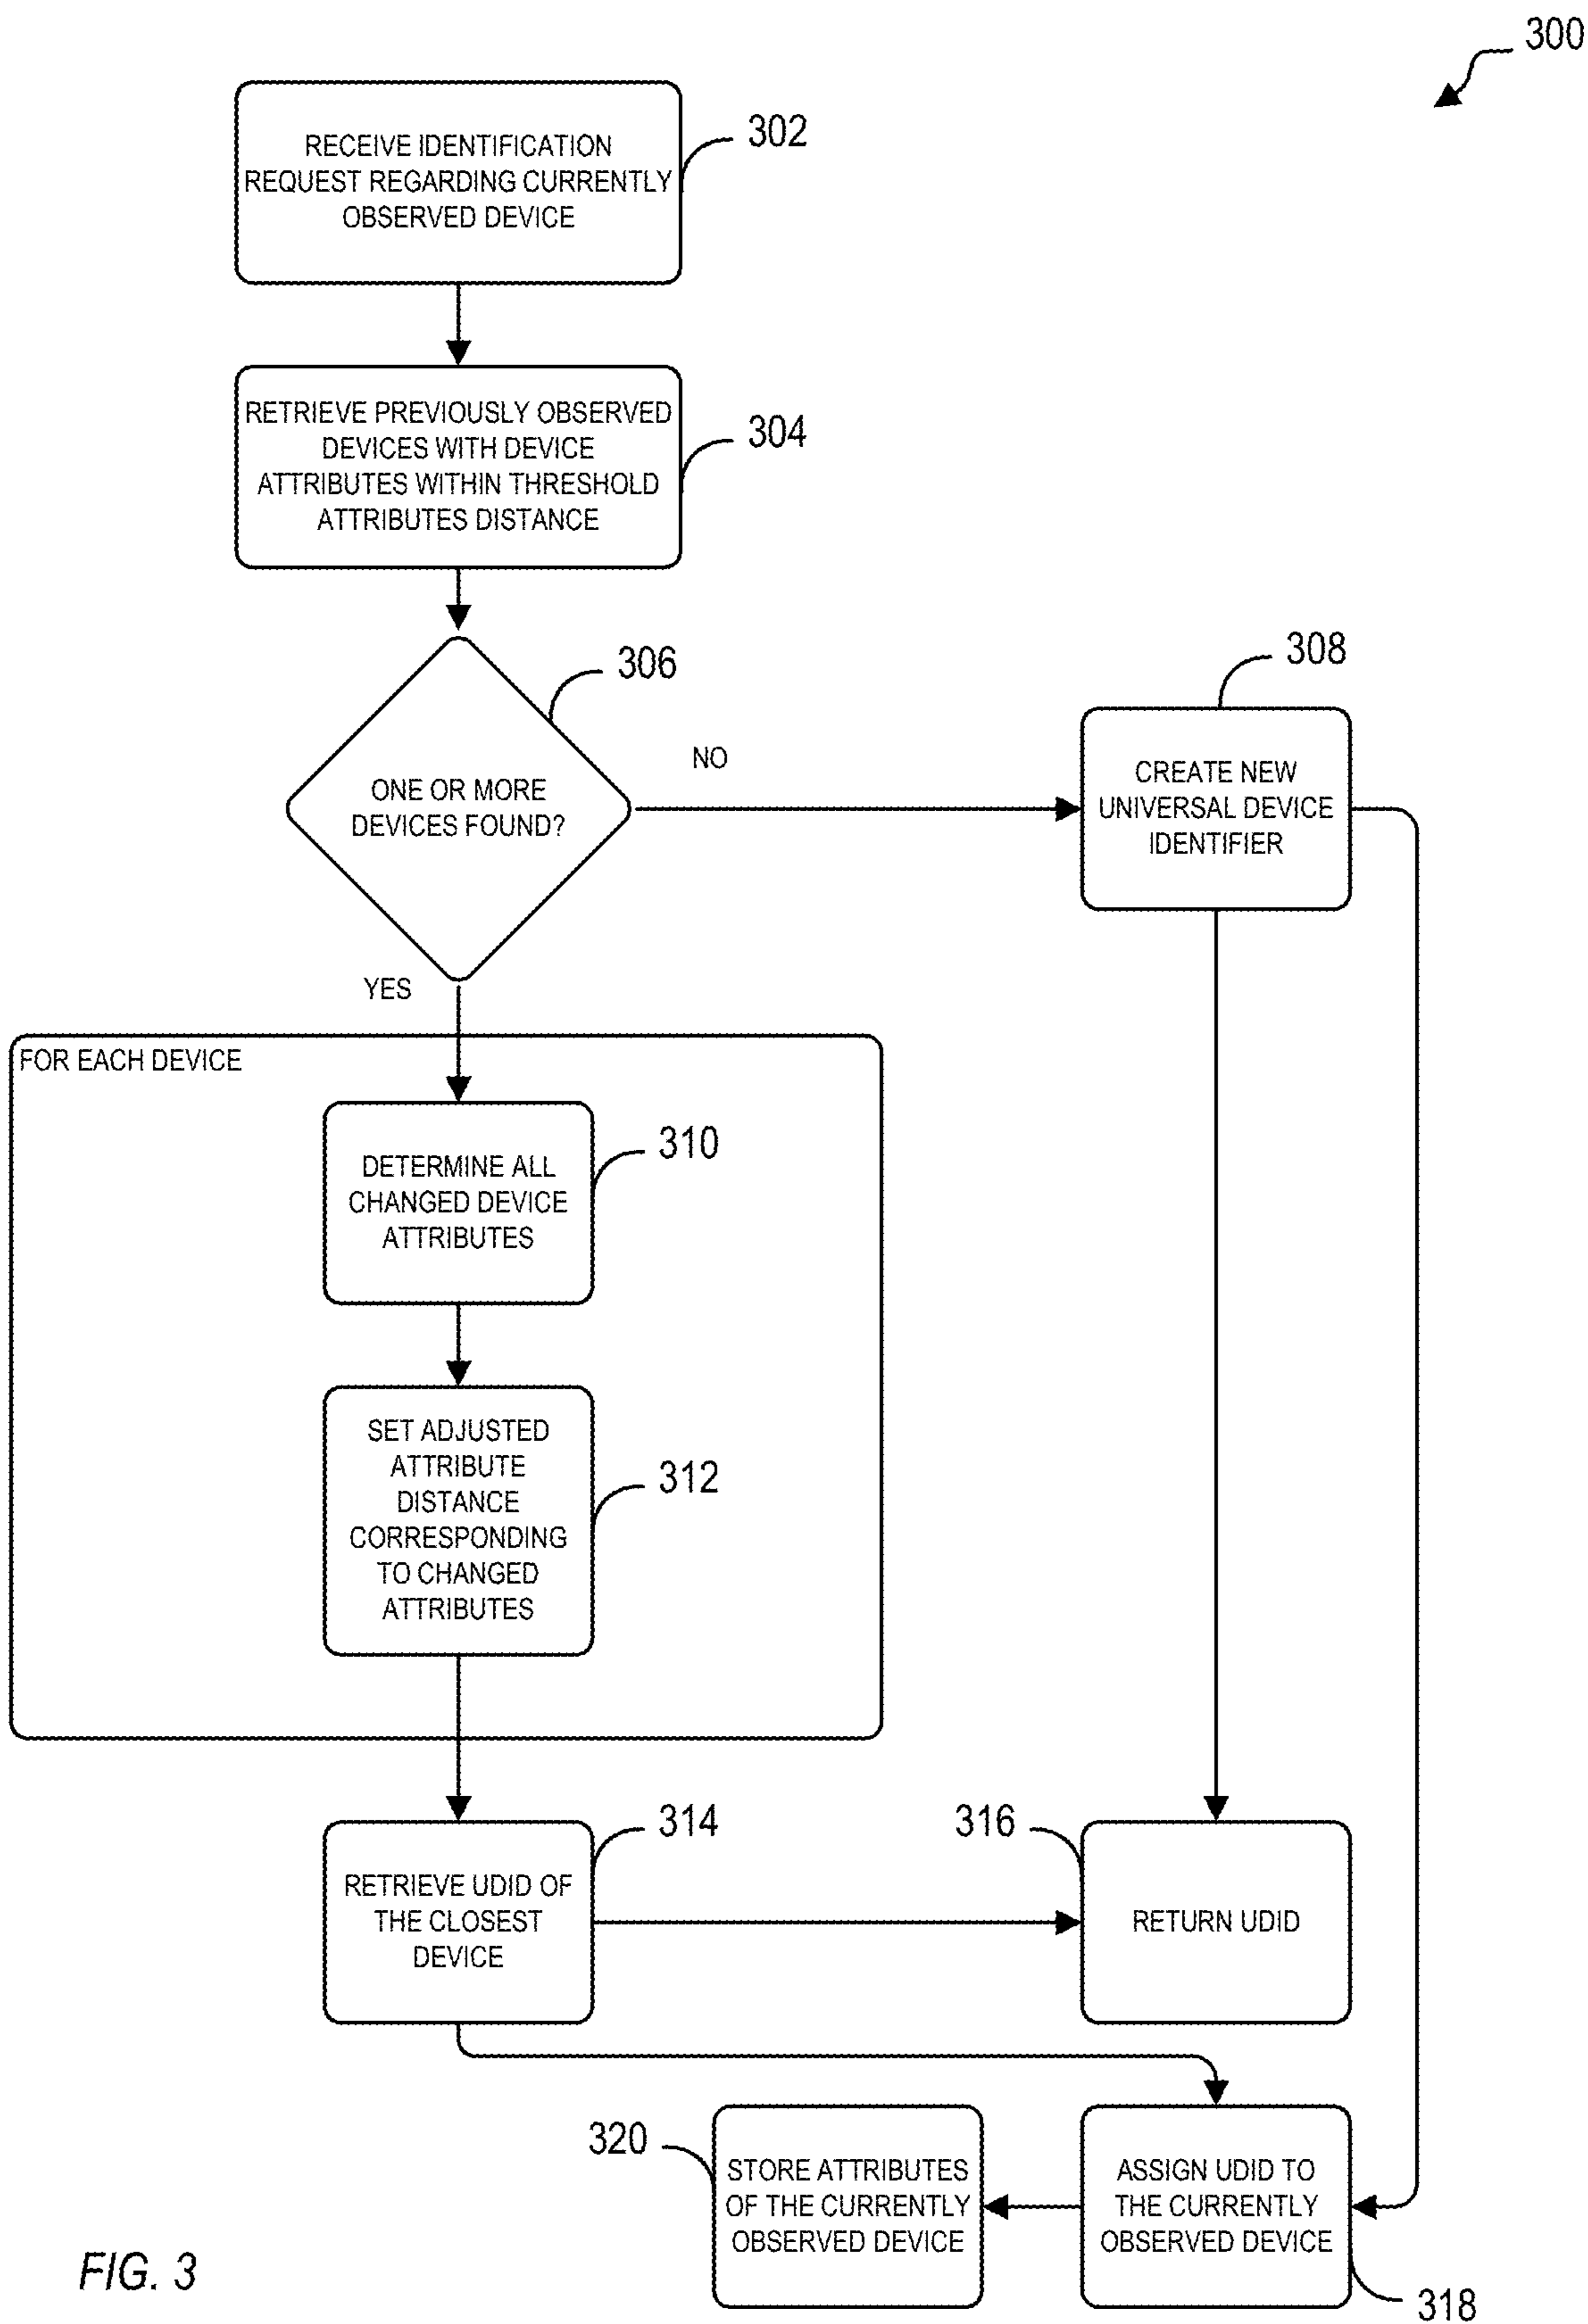 300
RECEIVE IDENTIFICATION
REQUEST REGARDING CURRENTLY
OBSERVED DEVICE
302
RETRIEVE PREVIOUSLY OBSERVED
DEVICES WITH DEVICE
ATTRIBUTES WITHIN THRESHOLD
ATTRIBUTES DISTANCE
304
306
ONE OR MORE
DEVICES FOUND?
NO
308
CREATE NEW
UNIVERSAL DEVICE
IDENTIFIER
YES
FOR EACH DEVICE
DETERMINE ALL
CHANGED DEVICE
ATTRIBUTES
310
SET ADJUSTED
ATTRIBUTE
DISTANCE
CORRESPONDING
TO CHANGED
ATTRIBUTES
312
RETRIEVE UDID OF
THE CLOSEST
DEVICE
314
316
RETURN UDID
320
STORE ATTRIBUTES
OF THE CURRENTLY
OBSERVED DEVICE
ASSIGN UDID TO
THE CURRENTLY
OBSERVED DEVICE
318
FIG. 3